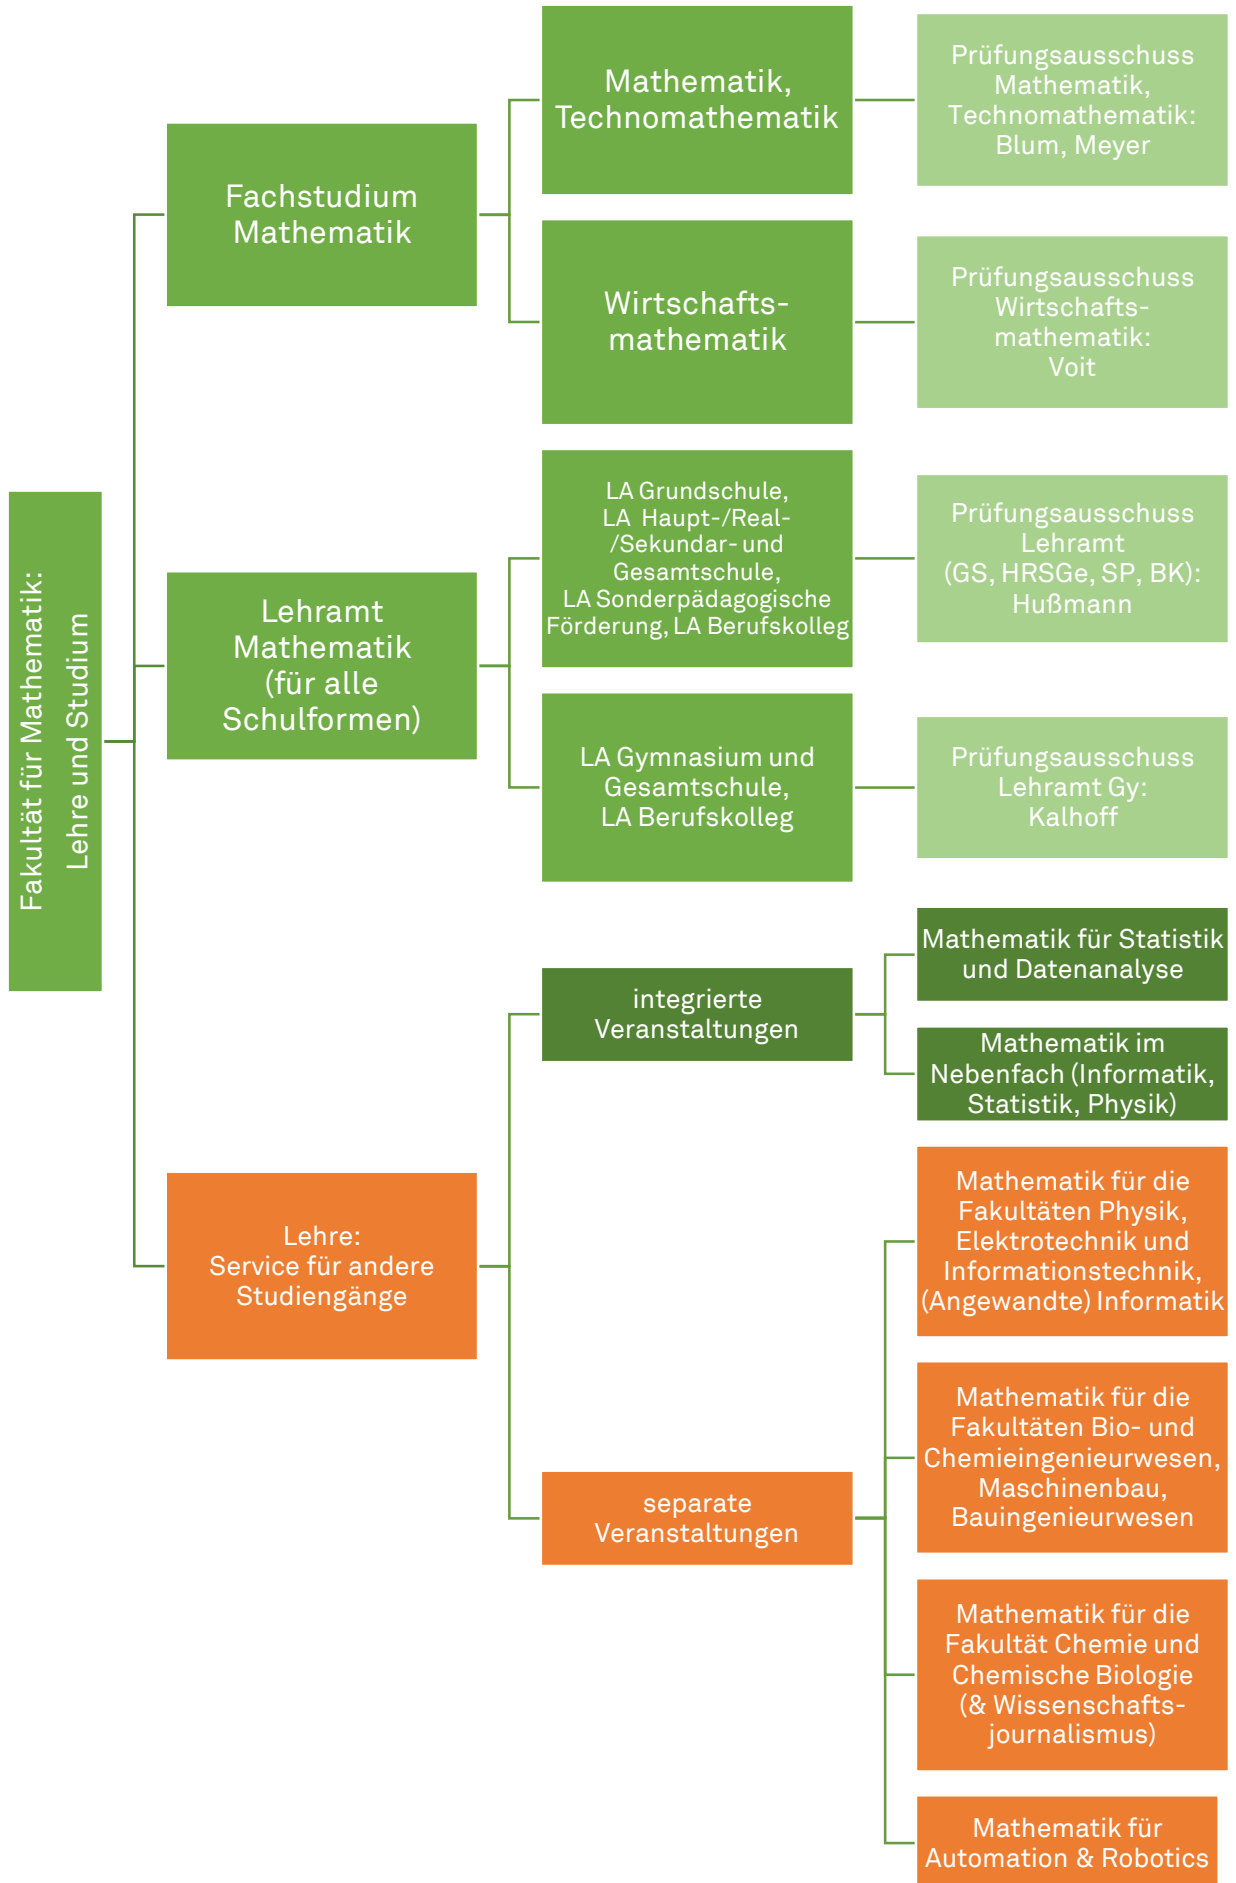 Fakultät für Mathematik:
Lehre und Studium
Fachstudium
Mathematik
Mathematik,
Technomathematik
Prüfungsausschuss
Mathematik,
Technomathematik:
Blum, Meyer
Wirtschafts-
mathematik
Prüfungsausschuss
Wirtschafts-
mathematik:
Voit
Lehramt
Mathematik
(für alle
Schulformen)
LA Grundschule,
LA Haupt-/Real-
/Sekundar- und
Gesamtschule,
LA Sonderpädagogische
Förderung, LA Berufskolleg
Prüfungsausschuss
Lehramt
(GS, HRSGe, SP, BK):
Hußmann
LA Gymnasium und
Gesamtschule,
LA Berufskolleg
Prüfungsausschuss
Lehramt Gy:
Kalhoff
Lehre:
Service für andere
Studiengänge
integrierte
Veranstaltungen
Mathematik für Statistik
und Datenanalyse
Mathematik im
Nebenfach (Informatik,
Statistik, Physik)
separate
Veranstaltungen
Mathematik für die
Fakultäten Physik,
Elektrotechnik und
Informationstechnik,
(Angewandte) Informatik
Mathematik für die
Fakultäten Bio- und
Chemieingenieurwesen,
Maschinenbau,
Bauingenieurwesen
Mathematik für die
Fakultät Chemie und
Chemische Biologie
(& Wissenschafts-
journalismus)
Mathematik für
Automation & Robotics